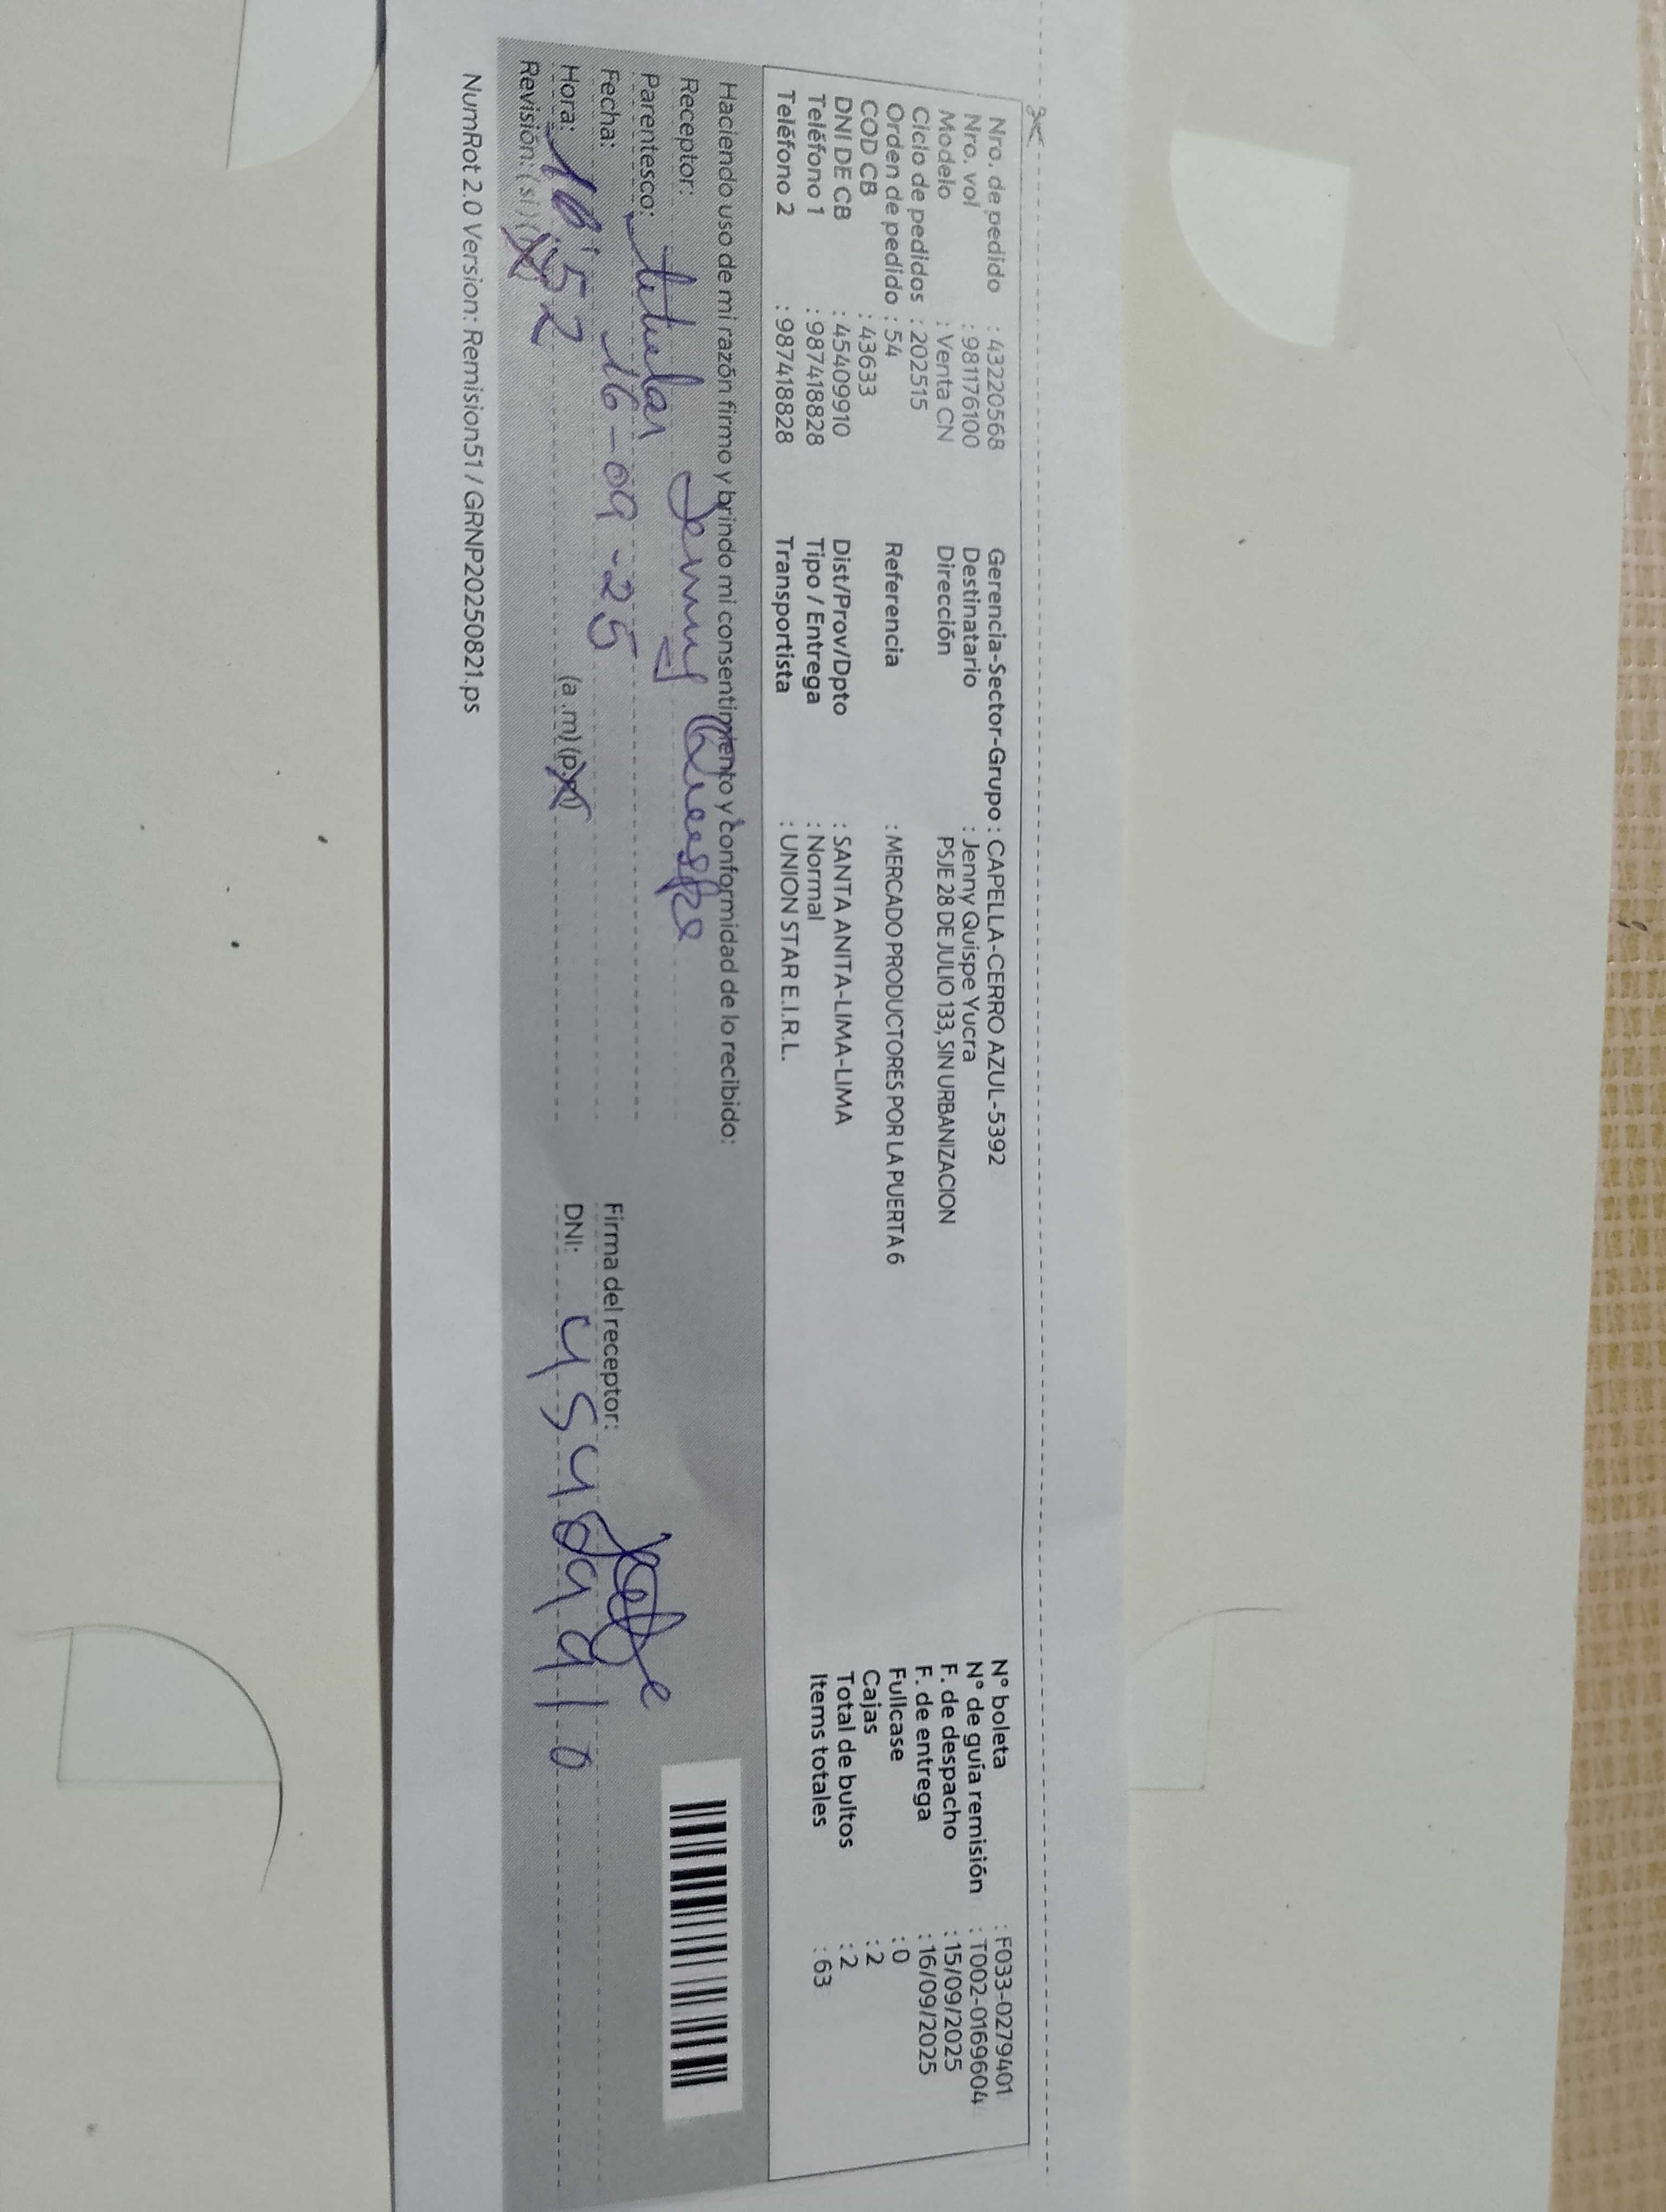 Nro. de pedido : 43220568
Nro. vol : 981176100
Modelo : Venta CN
Ciclo de pedidos : 202515
Orden de pedido : 54
COD CB : 43633
DNI DE CB : 45409910
Teléfono 1 : 987418828
Teléfono 2 : 987418828
Gerencia-Sector-Grupo : CAPELLA-CERRO AZUL-5392
Destinatario : Jenny Quispe Yucra
Dirección PSJE 28 DE JULIO 133, SIN URBANIZACION
Referencia : MERCADO PRODUCTORES POR LA PUERTA 6
Dist/Prov/Dpto : SANTA ANITA-LIMA-LIMA
Tipo / Entrega : Normal
Transportista : UNION STAR E.I.R.L.
N° boleta : F033-0279401
N° de guía remisión : T002-0169604
F. de despacho : 15/09/2025
F. de entrega : 16/09/2025
Fullcase : 0
Cajas : 2
Total de bultos : 2
Items totales : 63
Haciendo uso de mi razón firmo y brindo mi consentimiento y conformidad de lo recibido:
Receptor: Jenny Quispe
Parentesco: titular
Fecha: 16-09-25
Hora: 52 (a.m) (p.m)
Revisión: (si) (no)
Firma del receptor:
DNI: 45409910
NumRot 2.0 Version: Remision51 / GRNP20250821.ps